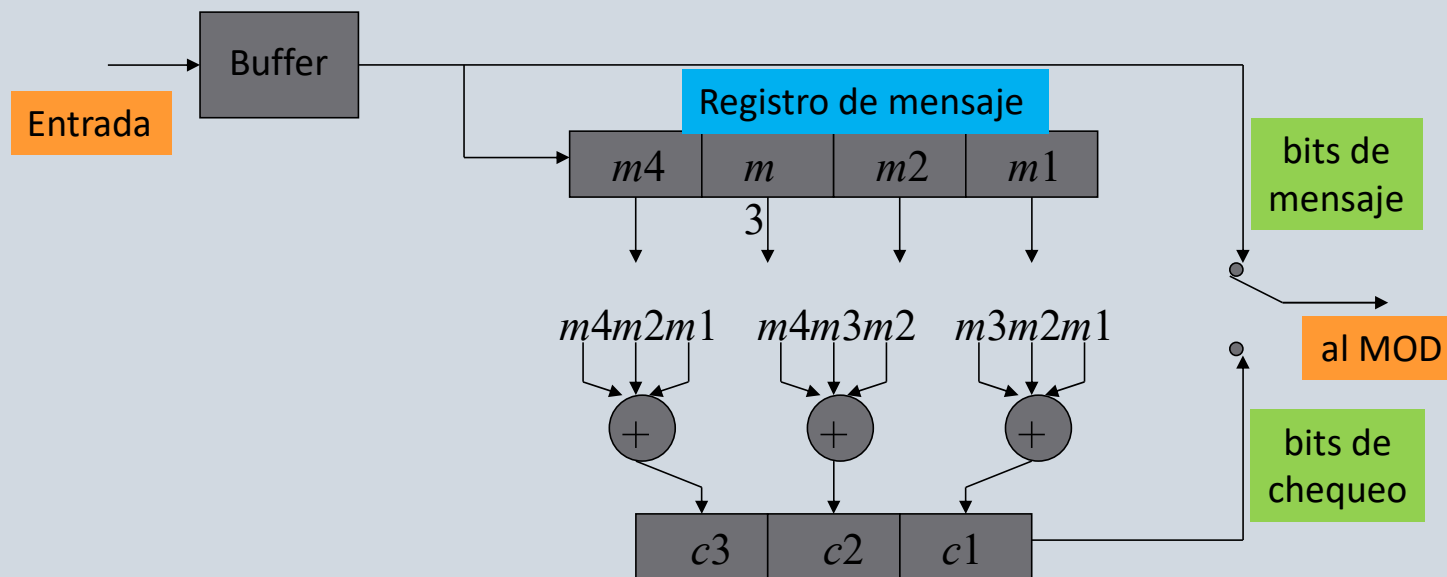 Buffer
Entrada
Registro de mensaje
m4 m m2 m1
3
bits de
mensaje
m4m2m1 m4m3m2 m3m2m1
al MOD
+ + +
bits de
chequeo
c3 c2 c1